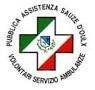 PUBBLICA ASSISTENZA SAUZE D'OULX
VOLONTARI SERVIZIO AMBULANZE